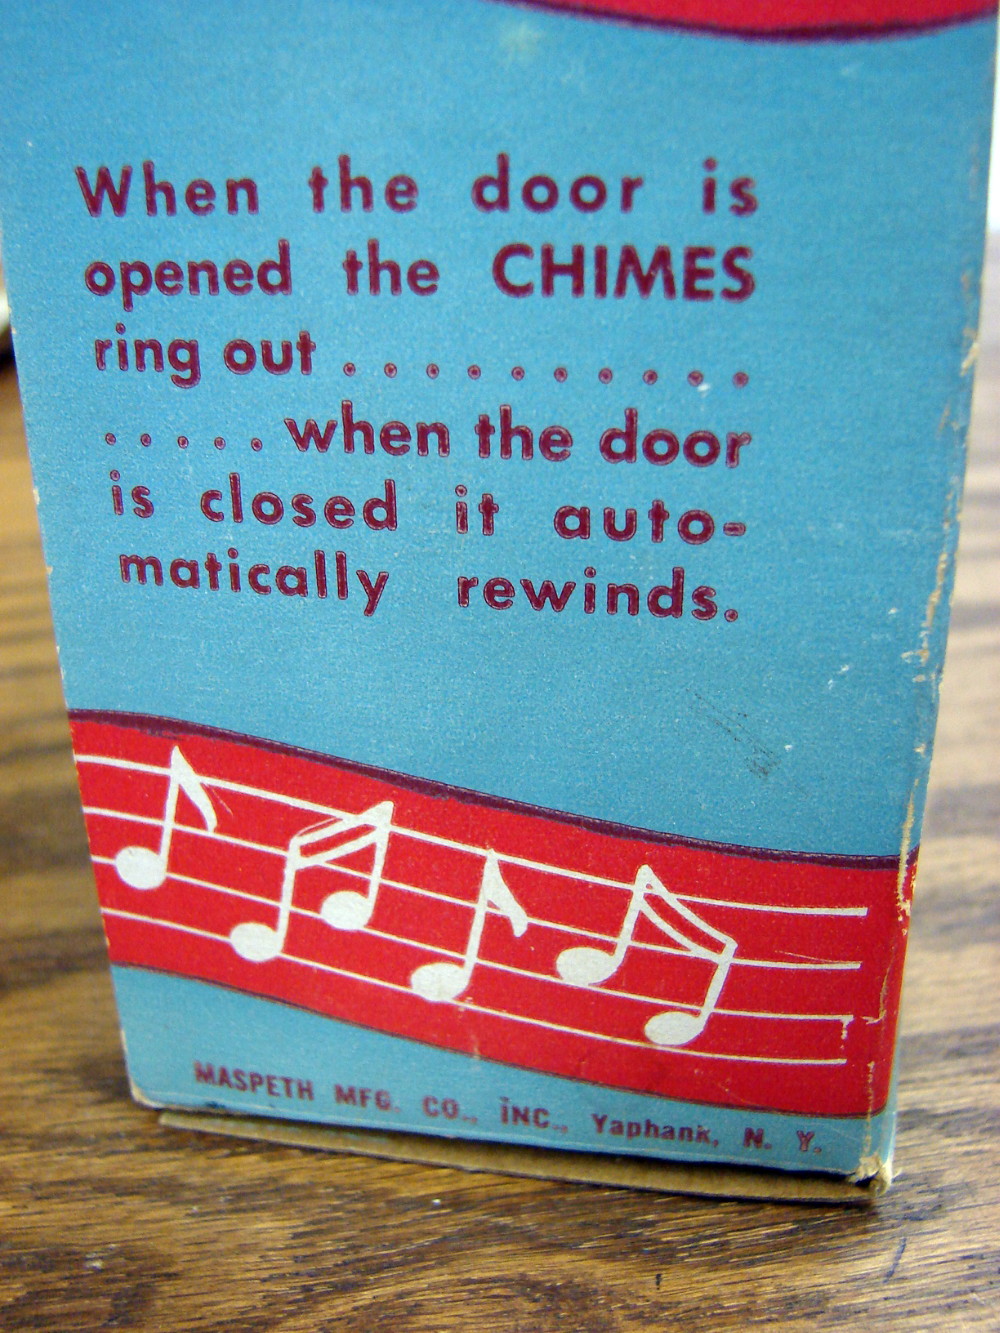 When the door is
opened the CHIMES
ring out . . . . . . . . . .
. . . . . when the door
is closed it auto-
matically rewinds.
MASPETH MFG. CO., INC., Yaphank, N. Y.